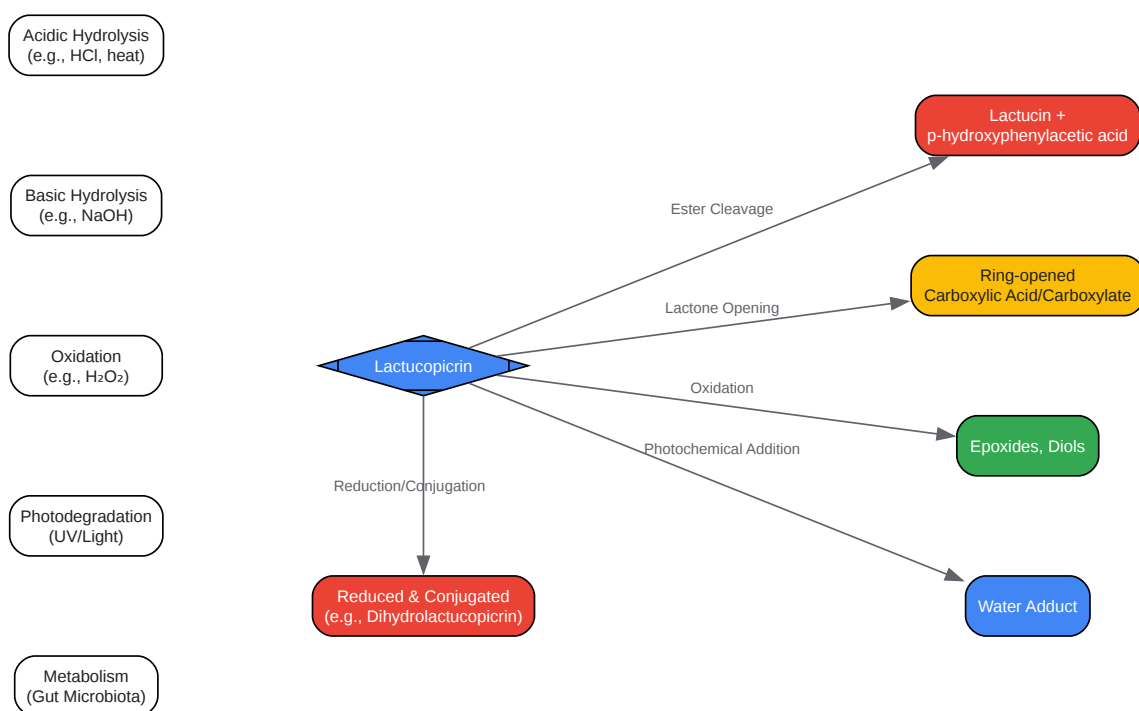 Acidic Hydrolysis
(e.g., HCl, heat)
Lactucin +
p-hydroxyphenylacetic acid
Basic Hydrolysis
(e.g., NaOH)
Ester Cleavage
Ring-opened
Carboxylic Acid/Carboxylate
Lactone Opening
Oxidation
(e.g., H₂O₂)
Lactucopicrin
Oxidation
Epoxides, Diols
Photochemical Addition
Reduction/Conjugation
Photodegradation
(UV/Light)
Reduced & Conjugated
(e.g., Dihydrolactucopicrin)
Water Adduct
Metabolism
(Gut Microbiota)